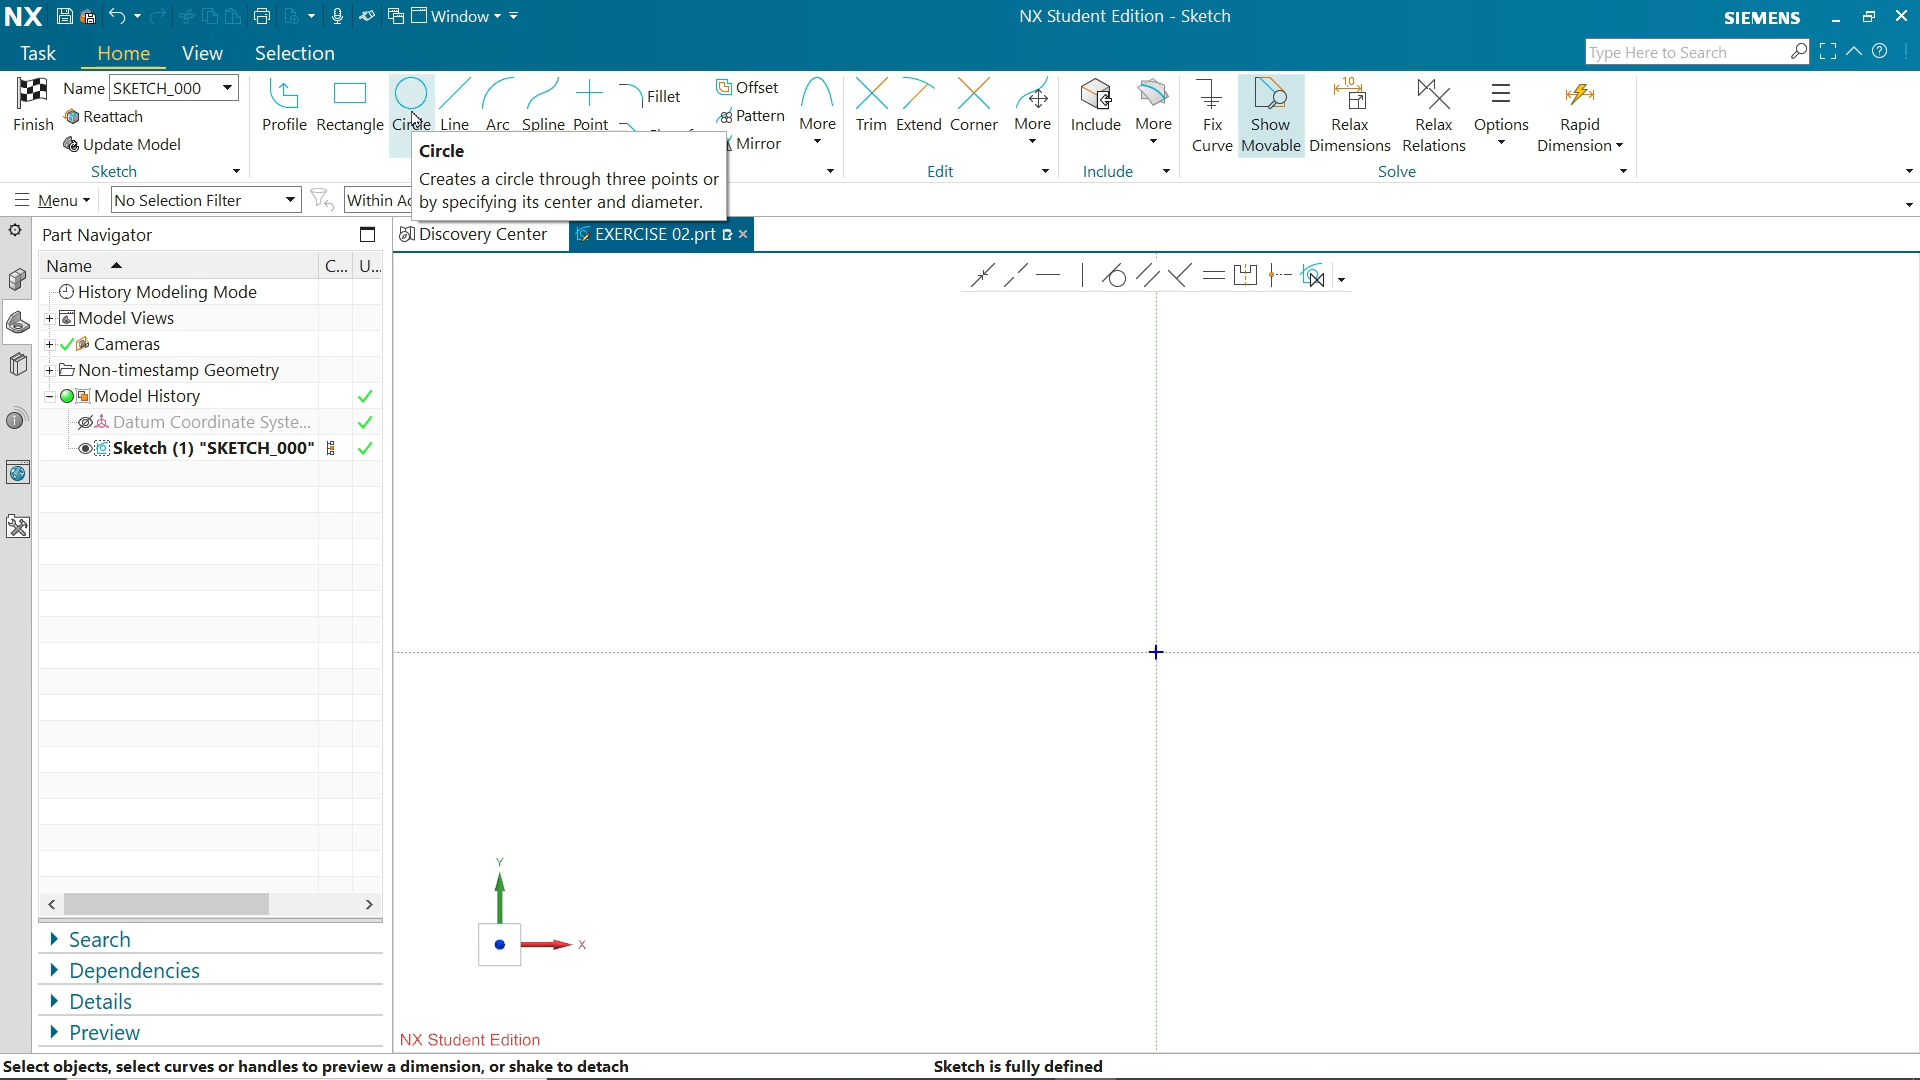 NX Window NX Student Edition - Sketch SIEMENS
Task Home View Selection Type Here to Search
Name SKETCH_000
Reattach
Update Model
Finish
Sketch
Profile Rectangle Circle Line Arc Spline Point
Fillet
Offset
Pattern
Mirror
More
Trim Extend Corner More
Edit
Include More
Include
Fix Curve
Show Movable
Relax Dimensions
Relax Relations
Options
Rapid Dimension
Solve
Circle
Creates a circle through three points or
by specifying its center and diameter.
Menu No Selection Filter Within
Part Navigator
Discovery Center EXERCISE 02.prt
Name C... U...
History Modeling Mode
Model Views
Cameras
Non-timestamp Geometry
Model History
Datum Coordinate Syste...
Sketch (1) "SKETCH_000"
Y
X
Search
Dependencies
Details
Preview
NX Student Edition
Select objects, select curves or handles to preview a dimension, or shake to detach Sketch is fully defined